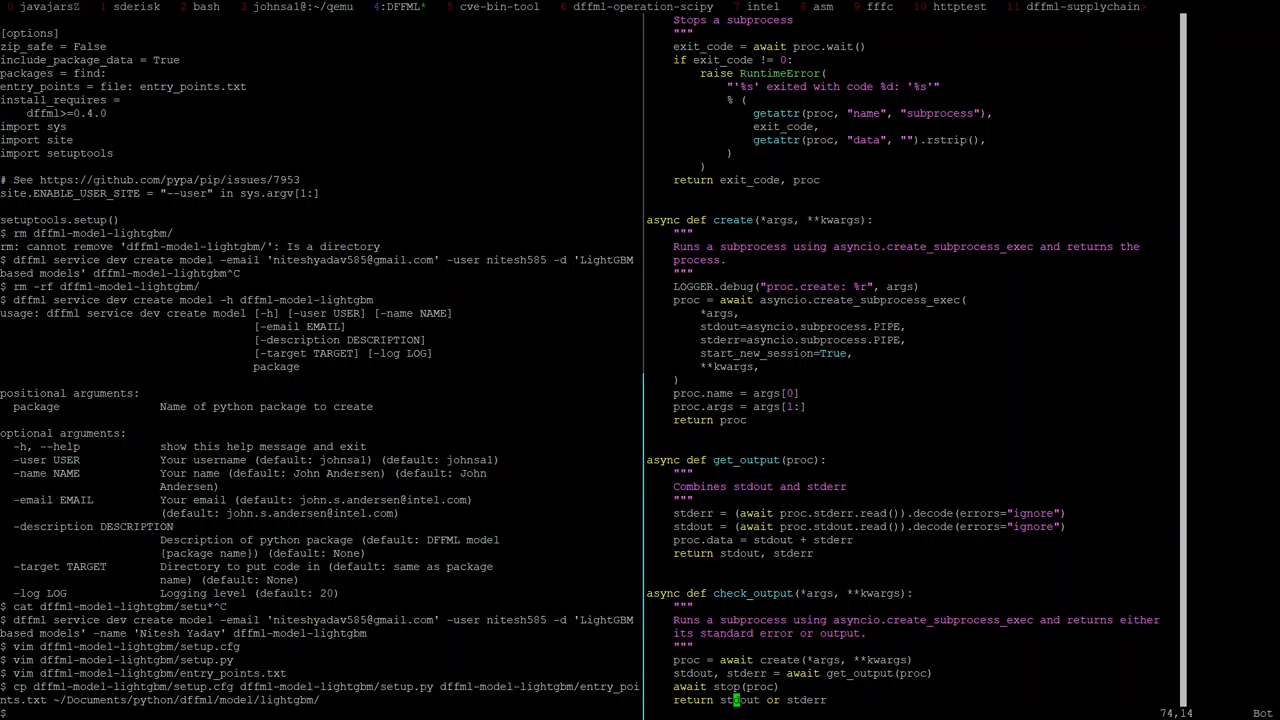 0 javajarsZ 1 sderisk 2 bash 3 johnsal@:~/qemu 4:DFFML* 5 cve-bin-tool 6 dffml-operation-scipy 7 intel 8 asm 9 fffc 10 httptest 11 dffml-supplychain>
[options]
zip_safe = False
include_package_data = True
packages = find:
entry_points = file: entry_points.txt
install_requires =
    dffml>=0.4.0
import sys
import site
import setuptools
# See https://github.com/pypa/pip/issues/7953
site.ENABLE_USER_SITE = "--user" in sys.argv[1:]
setuptools.setup()
$ rm dffml-model-lightgbm/
rm: cannot remove 'dffml-model-lightgbm/': Is a directory
$ dffml service dev create model -email 'niteshyadav585@gmail.com' -user nitesh585 -d 'LightGBM
based models' dffml-model-lightgbm^C
$ rm -rf dffml-model-lightgbm/
$ dffml service dev create model -h dffml-model-lightgbm
usage: dffml service dev create model [-h] [-user USER] [-name NAME]
                                      [-email EMAIL]
                                      [-description DESCRIPTION]
                                      [-target TARGET] [-log LOG]
                                      package
positional arguments:
  package               Name of python package to create
optional arguments:
  -h, --help            show this help message and exit
  -user USER            Your username (default: johnsal) (default: johnsal)
  -name NAME            Your name (default: John Andersen) (default: John
                        Andersen)
  -email EMAIL          Your email (default: john.s.andersen@intel.com)
                        (default: john.s.andersen@intel.com)
  -description DESCRIPTION
                        Description of python package (default: DFFML model
                        {package name}) (default: None)
  -target TARGET        Directory to put code in (default: same as package
                        name) (default: None)
  -log LOG              Logging level (default: 20)
$ cat dffml-model-lightgbm/setu*^C
$ dffml service dev create model -email 'niteshyadav585@gmail.com' -user nitesh585 -d 'LightGBM
based models' -name 'Nitesh Yadav' dffml-model-lightgbm
$ vim dffml-model-lightgbm/setup.cfg
$ vim dffml-model-lightgbm/setup.py
$ vim dffml-model-lightgbm/entry_points.txt
$ cp dffml-model-lightgbm/setup.cfg dffml-model-lightgbm/setup.py dffml-model-lightgbm/entry_poi
nts.txt ~/Documents/python/dffml/model/lightgbm/
$
    Stops a subprocess
    """
    exit_code = await proc.wait()
    if exit_code != 0:
        raise RuntimeError(
            "'%s' exited with code %d: '%s'"
            % (
                getattr(proc, "name", "subprocess"),
                exit_code,
                getattr(proc, "data", "").rstrip(),
            )
        )
    return exit_code, proc
async def create(*args, **kwargs):
    """
    Runs a subprocess using asyncio.create_subprocess_exec and returns the
    process.
    """
    LOGGER.debug("proc.create: %r", args)
    proc = await asyncio.create_subprocess_exec(
        *args,
        stdout=asyncio.subprocess.PIPE,
        stderr=asyncio.subprocess.PIPE,
        start_new_session=True,
        **kwargs,
    )
    proc.name = args[0]
    proc.args = args[1:]
    return proc
async def get_output(proc):
    """
    Combines stdout and stderr
    """
    stderr = (await proc.stderr.read()).decode(errors="ignore")
    stdout = (await proc.stdout.read()).decode(errors="ignore")
    proc.data = stdout + stderr
    return stdout, stderr
async def check_output(*args, **kwargs):
    """
    Runs a subprocess using asyncio.create_subprocess_exec and returns either
    its standard error or output.
    """
    proc = await create(*args, **kwargs)
    stdout, stderr = await get_output(proc)
    await stop(proc)
    return stdout or stderr
74,14 Bot